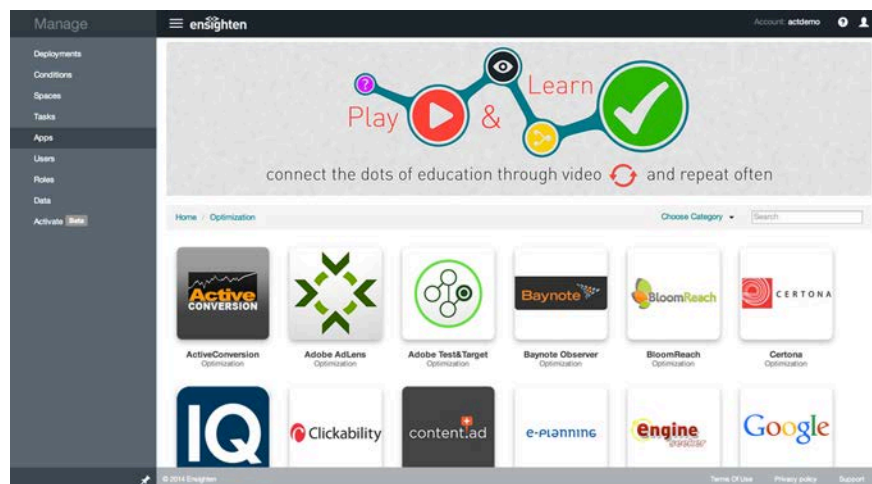 Manage
ensighten
Account: actdemo
?
Deployments
Conditions
Spaces
Tasks
Apps
Users
Roles
Data
Activate Beta
?
Play & Learn
connect the dots of education through video and repeat often
Home / Optimization
Choose Category
Search
Active
CONVERSION
Baynote
BloomReach
CERTONA
ActiveConversion
Adobe AdLens
Adobe Test&Target
Baynote Observer
BloomReach
Certona
Optimization
Optimization
Optimization
Optimization
Optimization
Optimization
IQ
Clickability
content.ad
e-planning
engine
seeker
Google
© 2014 Ensighten
Terms Of Use
Privacy policy
Support